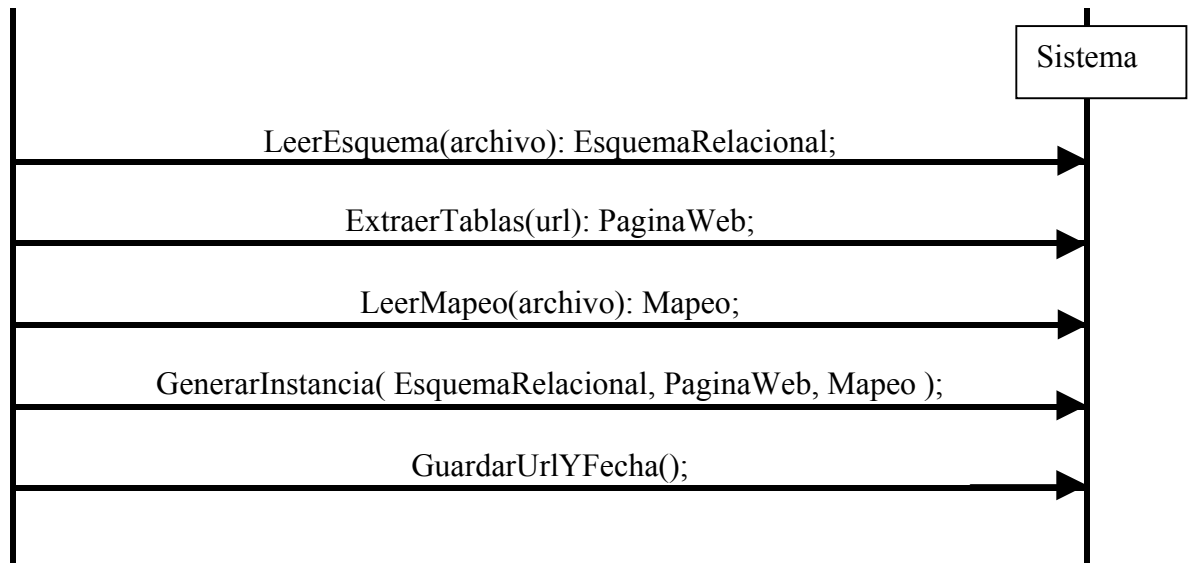 Sistema
LeerEsquema(archivo): EsquemaRelacional;
ExtraerTablas(url): PaginaWeb;
LeerMapeo(archivo): Mapeo;
GenerarInstancia( EsquemaRelacional, PaginaWeb, Mapeo );
GuardarUrlYFecha();